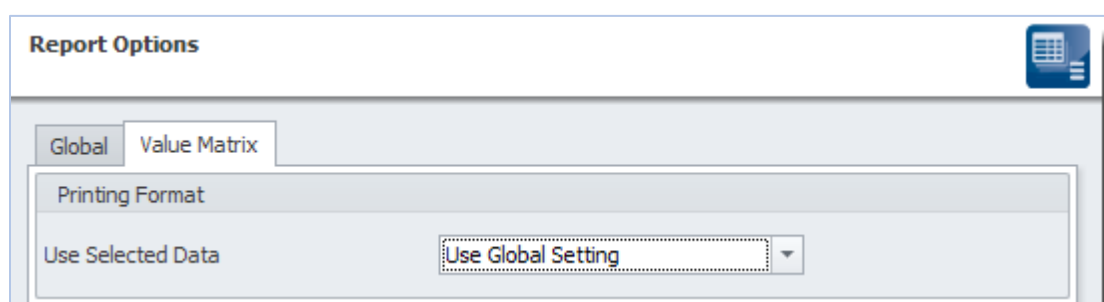 Report Options
Global Value Matrix
Printing Format
Use Selected Data Use Global Setting